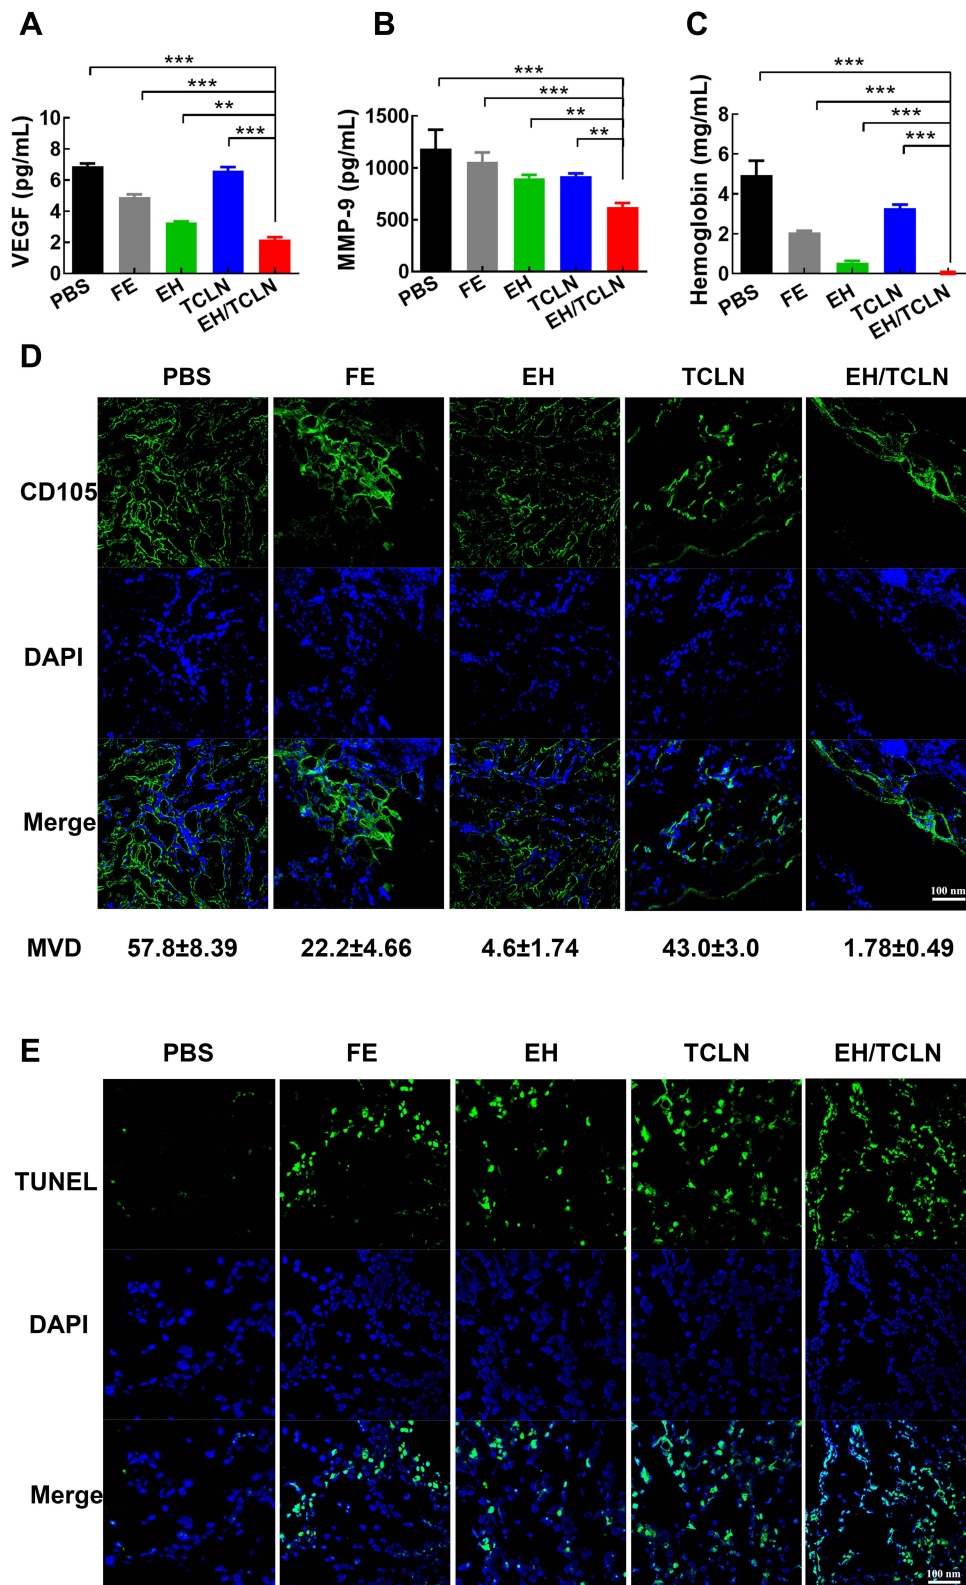 A
B
C
***
***
**
***
VEGF (pg/mL)
10
8
6
4
2
0
PBS
FE
EH
TCLN
EH/TCLN
***
***
**
**
MMP-9 (pg/mL)
1500
1000
500
0
PBS
FE
EH
TCLN
EH/TCLN
***
***
***
***
Hemoglobin (mg/mL)
8
6
4
2
0
PBS
FE
EH
TCLN
EH/TCLN
D
PBS FE EH TCLN EH/TCLN
CD105
DAPI
Merge
100 nm
MVD 57.8±8.39 22.2±4.66 4.6±1.74 43.0±3.0 1.78±0.49
E
PBS FE EH TCLN EH/TCLN
TUNEL
DAPI
Merge
100 nm